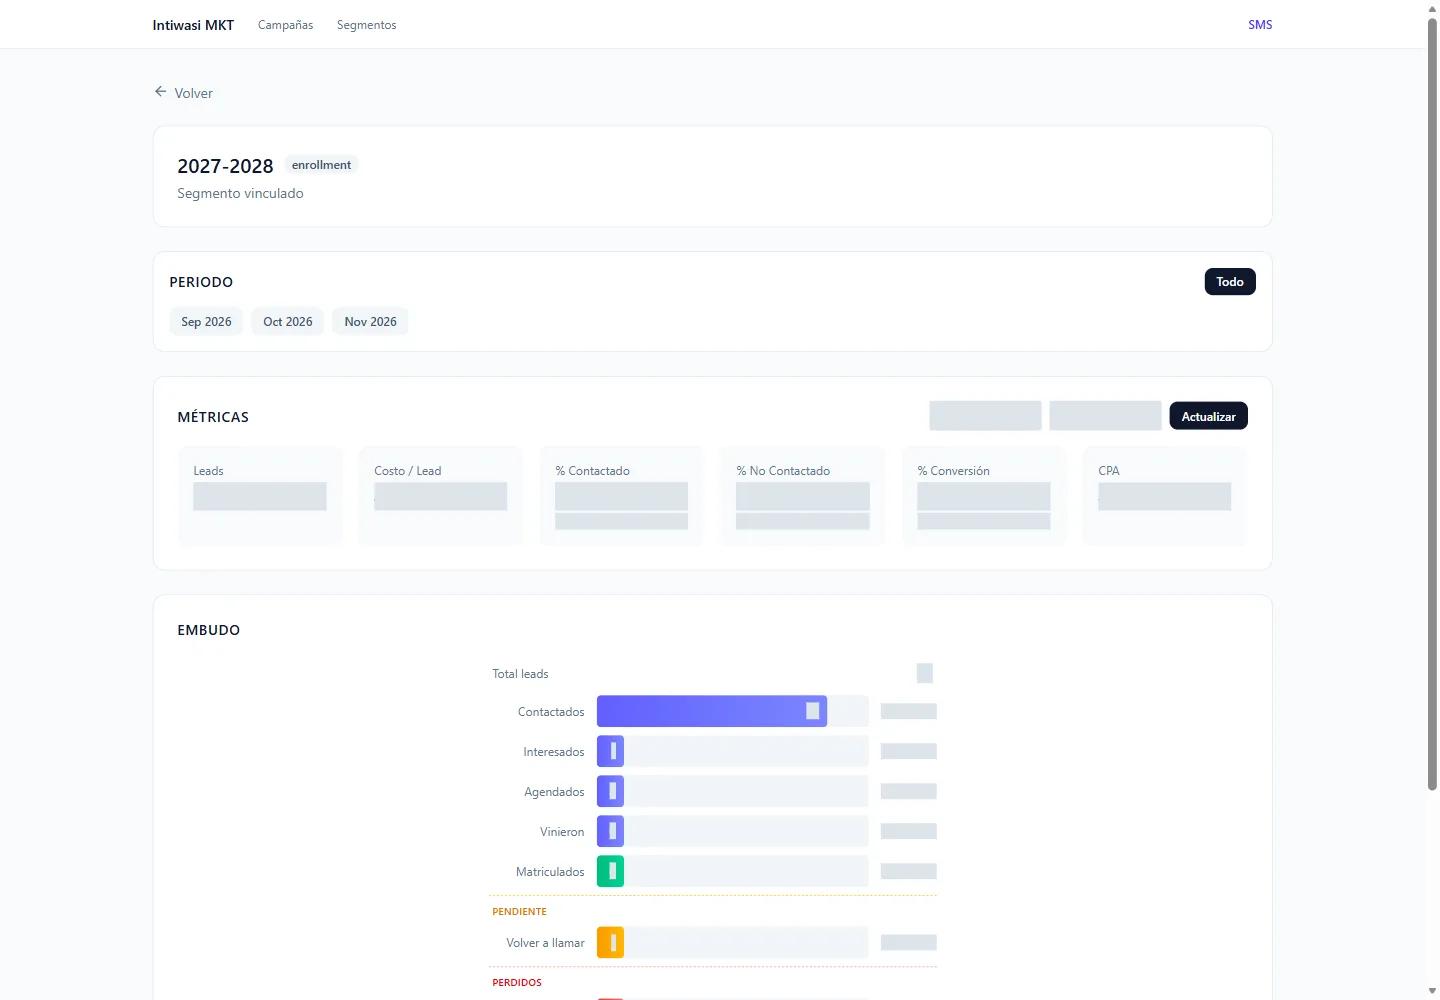 Intiwasi MKT Campañas Segmentos SMS
← Volver
2027-2028 enrollment
Segmento vinculado
PERIODO Todo
Sep 2026 Oct 2026 Nov 2026
MÉTRICAS Actualizar
Leads Costo / Lead % Contactado % No Contactado % Conversión CPA
EMBUDO
Total leads
Contactados
Interesados
Agendados
Vinieron
Matriculados
PENDIENTE
Volver a llamar
PERDIDOS